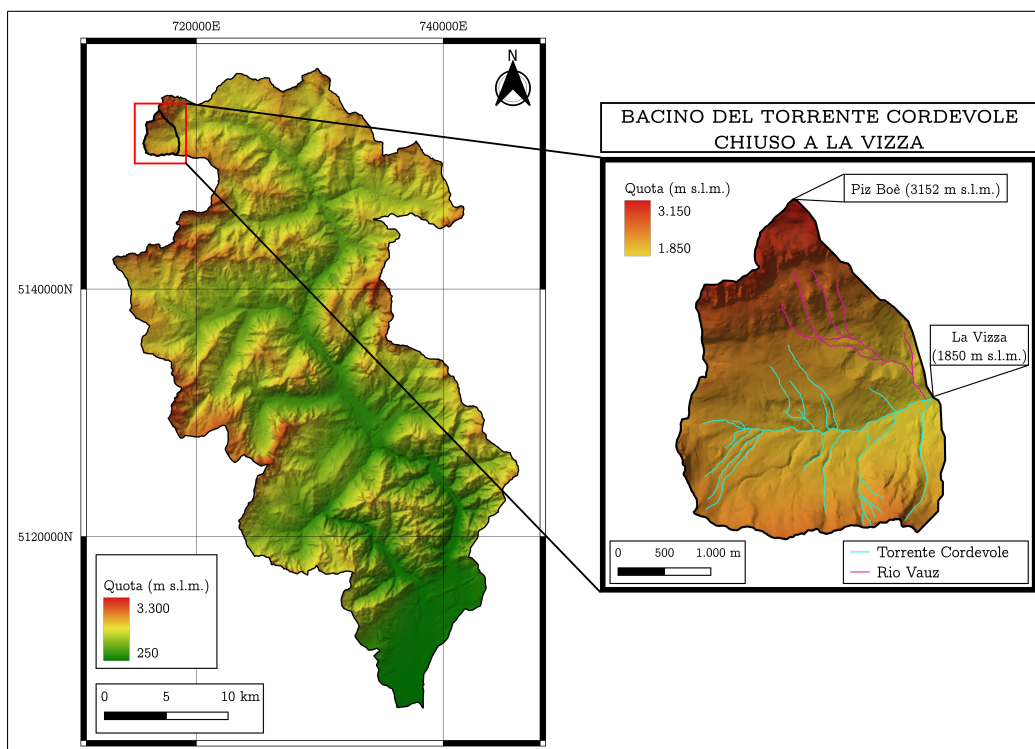 720000E
740000E
N
5140000N
5120000N
Quota (m s.l.m.)
3.300
250
0 5 10 km
BACINO DEL TORRENTE CORDEVOLE
CHIUSO A LA VIZZA
Quota (m s.l.m.)
3.150
1.850
Piz Boè (3152 m s.l.m.)
La Vizza
(1850 m s.l.m.)
0 500 1.000 m
Torrente Cordevole
Rio Vauz